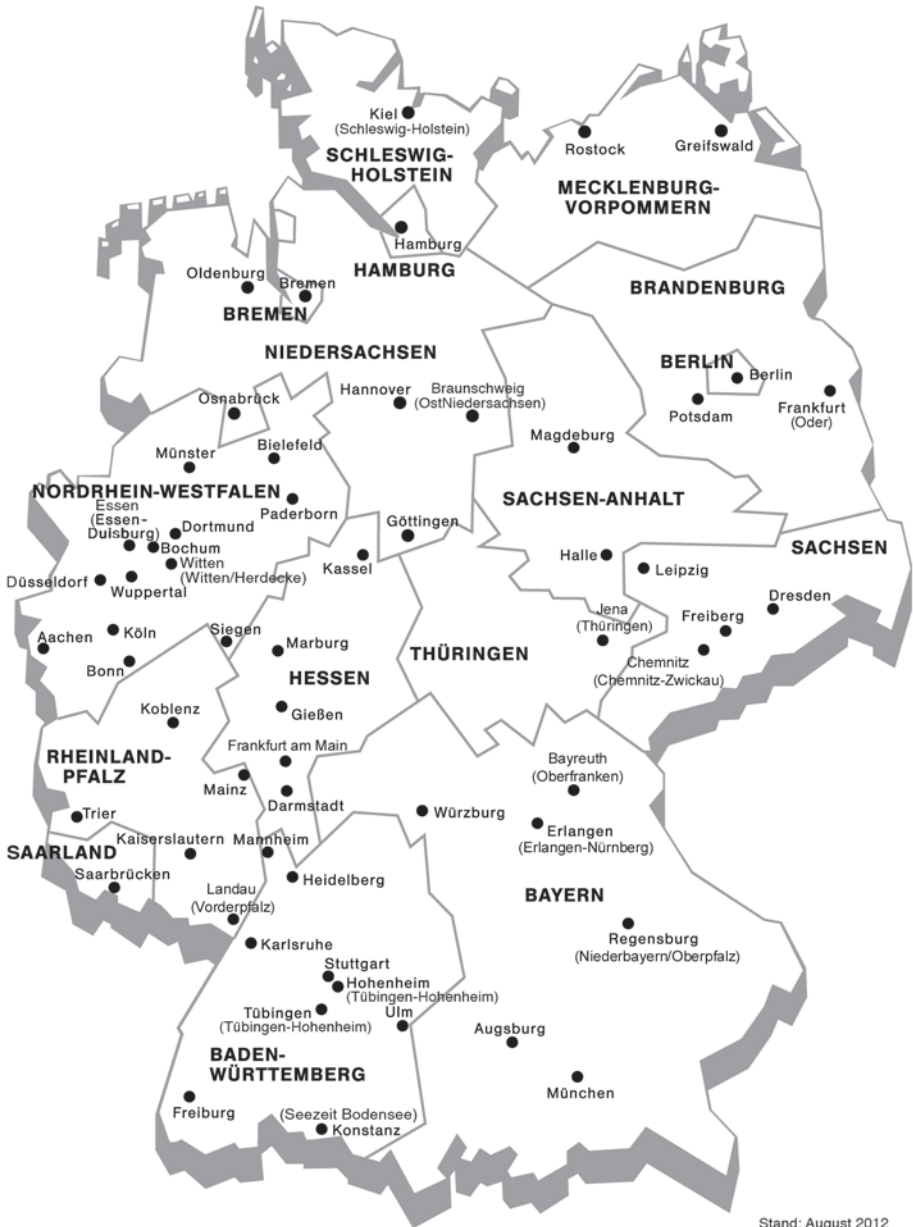 Kiel
(Schleswig-Holstein)
SCHLESWIG-
HOLSTEIN
Rostock
Greifswald
MECKLENBURG-
VORPOMMERN
Hamburg
HAMBURG
Oldenburg
Bremen
BREMEN
BRANDENBURG
NIEDERSACHSEN
BERLIN
Berlin
Hannover
Braunschweig
(OstNiedersachsen)
Potsdam
Frankfurt
(Oder)
Osnabrück
Magdeburg
Münster
Bielefeld
NORDRHEIN-WESTFALEN
SACHSEN-ANHALT
Essen
(Essen-
Duisburg)
Paderborn
Dortmund
Göttingen
Bochum
SACHSEN
Witten
(Witten/Herdecke)
Kassel
Halle
Leipzig
Düsseldorf
Wuppertal
Dresden
Jena
(Thüringen)
Freiberg
Aachen
Köln
Siegen
Marburg
THÜRINGEN
Chemnitz
(Chemnitz-Zwickau)
Bonn
HESSEN
Koblenz
Gießen
Frankfurt am Main
RHEINLAND-
PFALZ
Bayreuth
(Oberfranken)
Mainz
Darmstadt
Trier
Würzburg
Erlangen
(Erlangen-Nürnberg)
Kaiserslautern
Mannheim
SAARLAND
Saarbrücken
Heidelberg
Landau
(Vorderpfalz)
BAYERN
Karlsruhe
Regensburg
(Niederbayern/Oberpfalz)
Stuttgart
Hohenheim
(Tübingen-Hohenheim)
Tübingen
(Tübingen-Hohenheim)
Ulm
Augsburg
BADEN-
WÜRTTEMBERG
München
Freiburg
(Seezeit Bodensee)
Konstanz
Stand: August 2012